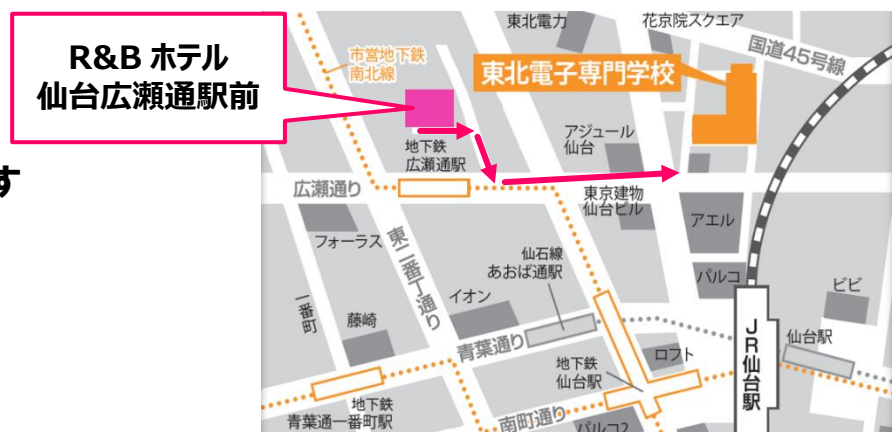 R&B ホテル
仙台広瀬通駅前
す
市営地下鉄
南北線
東北電力
花京院スクエア
国道45号線
東北電子専門学校
地下鉄
広瀬通駅
アジュール
仙台
広瀬通り
東京建物
仙台ビル
アエル
フォーラス
東二番丁通り
仙石線
あおば通駅
パルコ
ビビ
一番町
藤崎
イオン
青葉通り
JR仙台駅
仙台駅
ロフト
地下鉄
仙台駅
地下鉄
青葉通一番町駅
南町通り
パルコ2